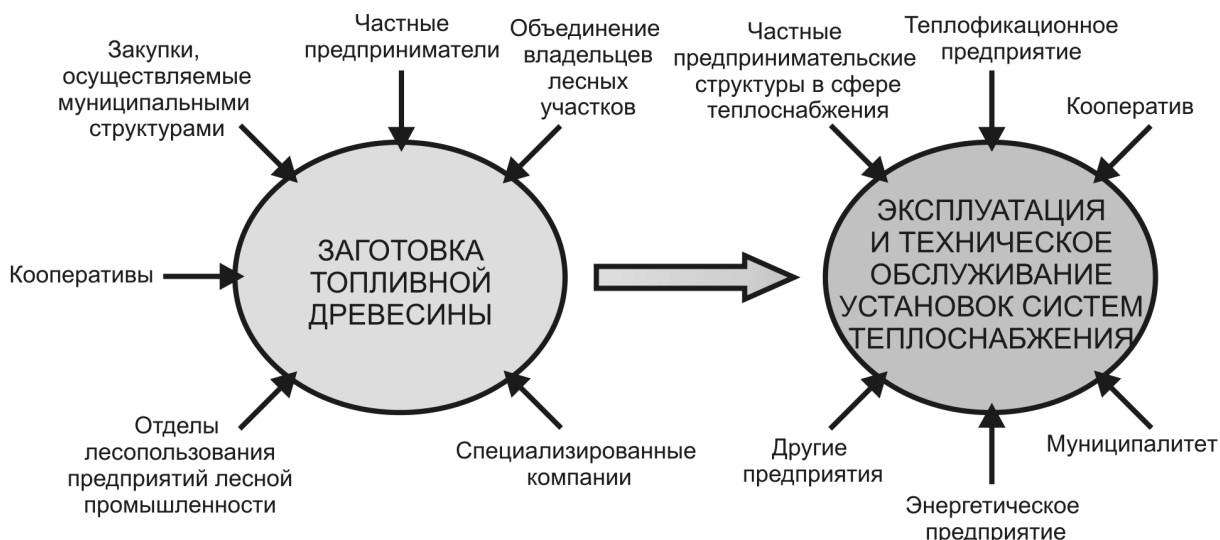 Закупки,
осуществляемые
муниципальными
структурами
Частные
предприниматели
Объединение
владельцев
лесных
участков
Кооперативы
ЗАГОТОВКА
ТОПЛИВНОЙ
ДРЕВЕСИНЫ
Отделы
лесопользования
предприятий лесной
промышленности
Специализированные
компании
Частные
предпринимательские
структуры в сфере
теплоснабжения
Теплофикационное
предприятие
Кооператив
ЭКСПЛУАТАЦИЯ
И ТЕХНИЧЕСКОЕ
ОБСЛУЖИВАНИЕ
УСТАНОВОК СИСТЕМ
ТЕПЛОСНАБЖЕНИЯ
Другие
предприятия
Энергетическое
предприятие
Муниципалитет